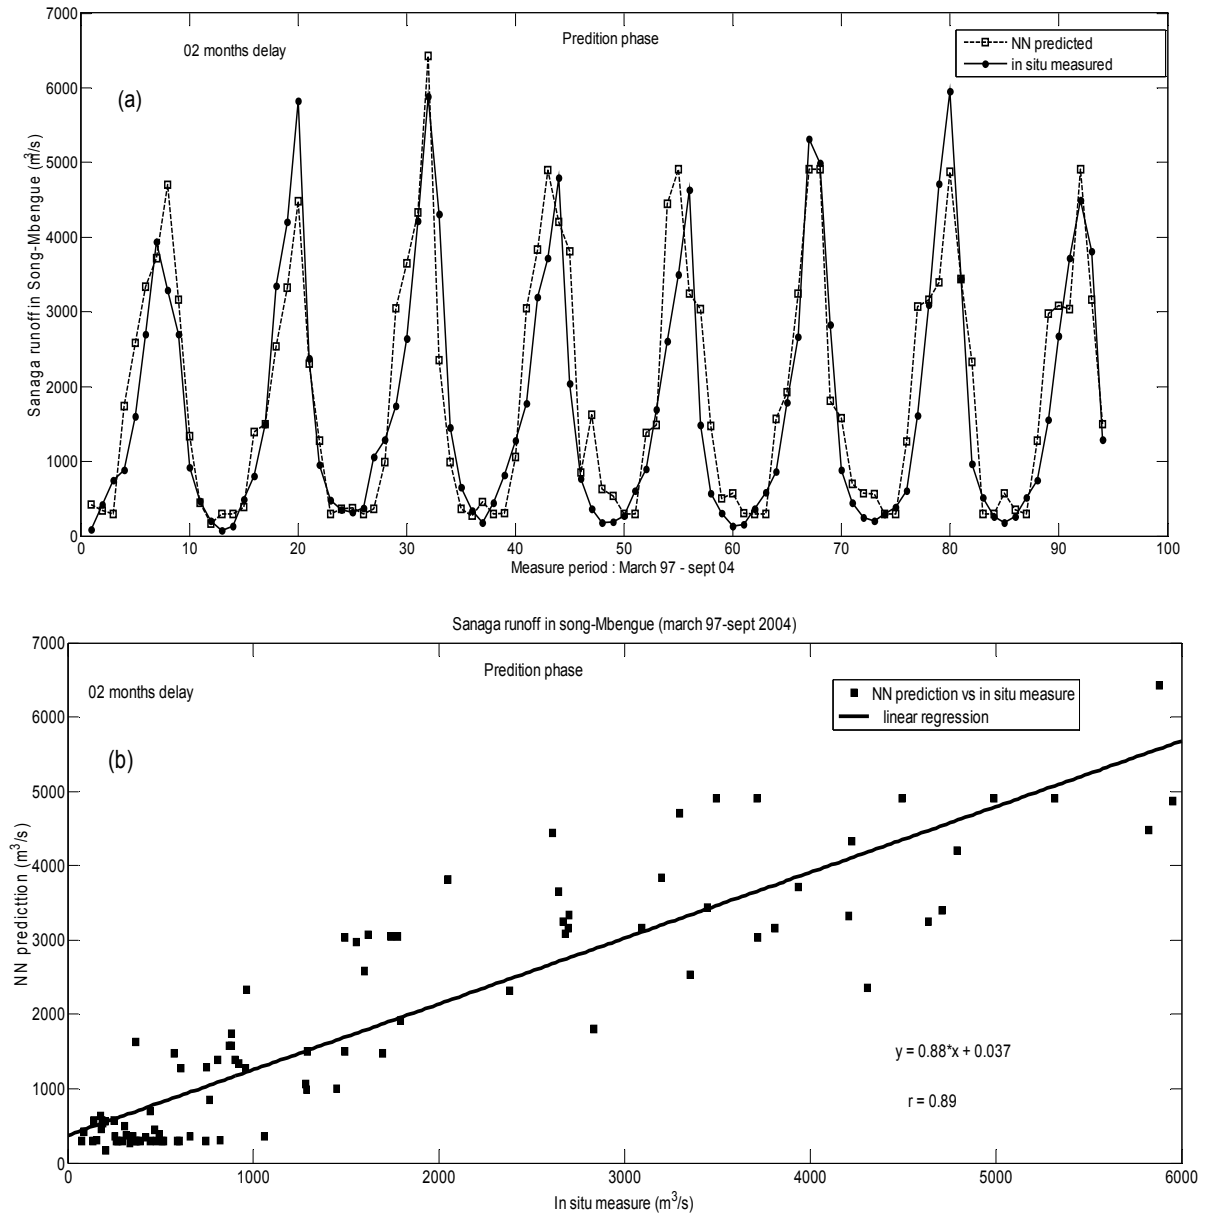 7000
6000
5000
4000
3000
2000
1000
0
02 months delay
Predition phase
NN predicted
in situ measured
(a)
Sanaga runoff in Song-Mbengue (m³/s)
0 10 20 30 40 50 60 70 80 90 100
Measure period : March 97 - sept 04
Sanaga runoff in song-Mbengue (march 97-sept 2004)
7000
6000
5000
4000
3000
2000
1000
0
Predition phase
02 months delay
NN prediction vs in situ measure
linear regression
(b)
NN predicttion (m³/s)
y = 0.88*x + 0.037
r = 0.89
0 1000 2000 3000 4000 5000 6000
In situ measure (m³/s)